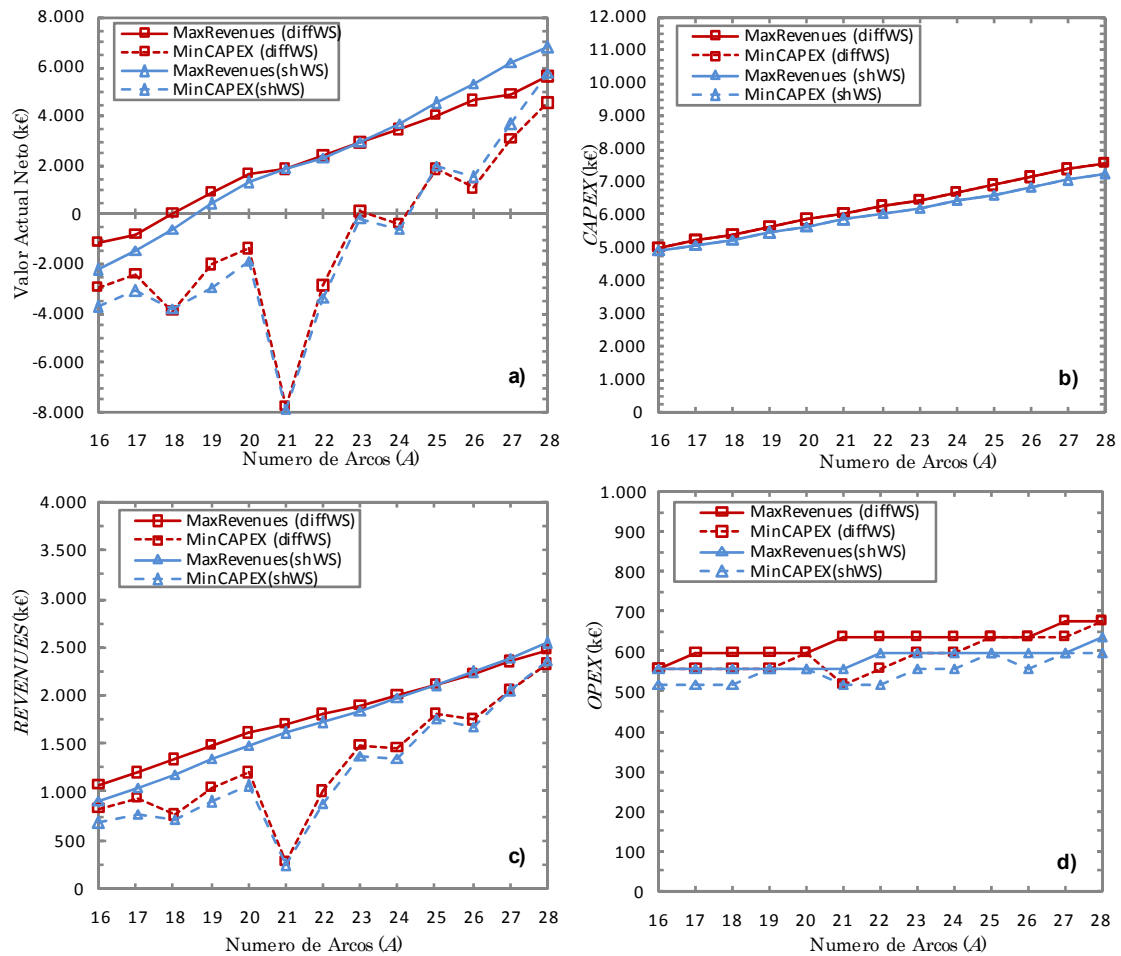 MaxRevenues (diffWS)
MinCAPEX (diffWS)
MaxRevenues(shWS)
MinCAPEX(shWS)
Valor Actual Neto (k€)
8.000
6.000
4.000
2.000
0
-2.000
-4.000
-6.000
-8.000
a)
16 17 18 19 20 21 22 23 24 25 26 27 28
Numero de Arcos (A)
MaxRevenues (diffWS)
MinCAPEX (diffWS)
MaxRevenues (shWS)
MinCAPEX (shWS)
CAPEX (k€)
12.000
11.000
10.000
9.000
8.000
7.000
6.000
5.000
4.000
3.000
2.000
1.000
0
b)
16 17 18 19 20 21 22 23 24 25 26 27 28
Numero de Arcos (A)
MaxRevenues (diffWS)
MinCAPEX (diffWS)
MaxRevenues(shWS)
MinCAPEX(shWS)
REVENUES (k€)
4.000
3.500
3.000
2.500
2.000
1.500
1.000
500
0
c)
16 17 18 19 20 21 22 23 24 25 26 27 28
Numero de Arcos (A)
MaxRevenues (diffWS)
MinCAPEX (diffWS)
MaxRevenues(shWS)
MinCAPEX(shWS)
OPEX (k€)
1.000
900
800
700
600
500
400
300
200
100
0
d)
16 17 18 19 20 21 22 23 24 25 26 27 28
Numero de Arcos (A)